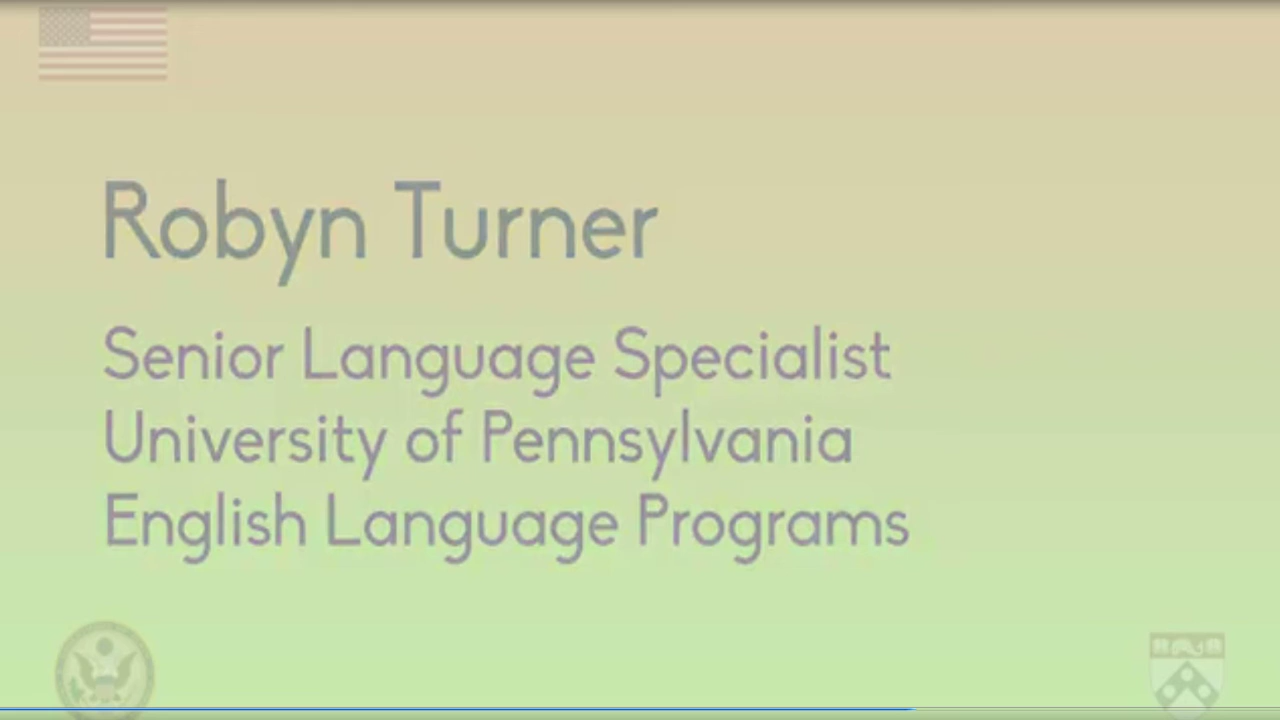 Robyn Turner
Senior Language Specialist
University of Pennsylvania
English Language Programs